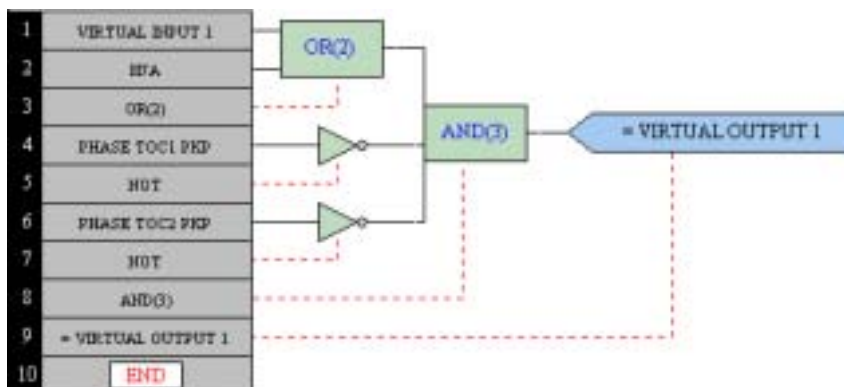 1 VIRTUAL INPUT 1
2
3 OR(2)
4 PHASE TOC1 PKP
5 NOT
6 PHASE TOC2 PKP
7 NOT
8 AND(3)
9 = VIRTUAL OUTPUT 1
10 END
OR(2)
AND(3)
= VIRTUAL OUTPUT 1